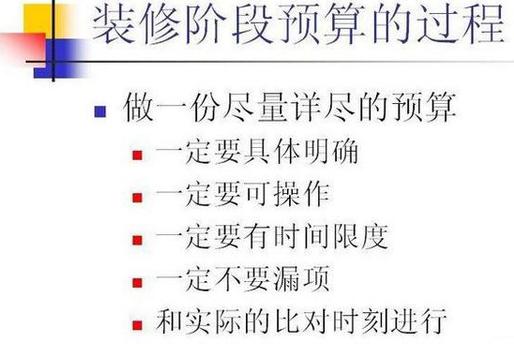 装修阶段预算的过程
做一份尽量详尽的预算
一定要具体明确
一定要可操作
一定要有时间限度
一定不要漏项
和实际的比对时刻进行